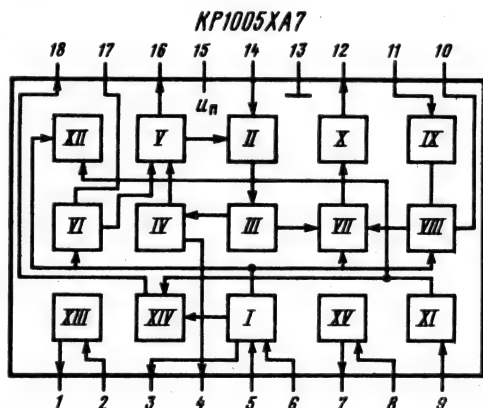 КР1005ХА7
18 17 16 15 14 13 12 11 10
uп
XII V II X IX
VI IV III VII VIII
XIII XIV I XV XI
1 2 3 4 5 6 7 8 9